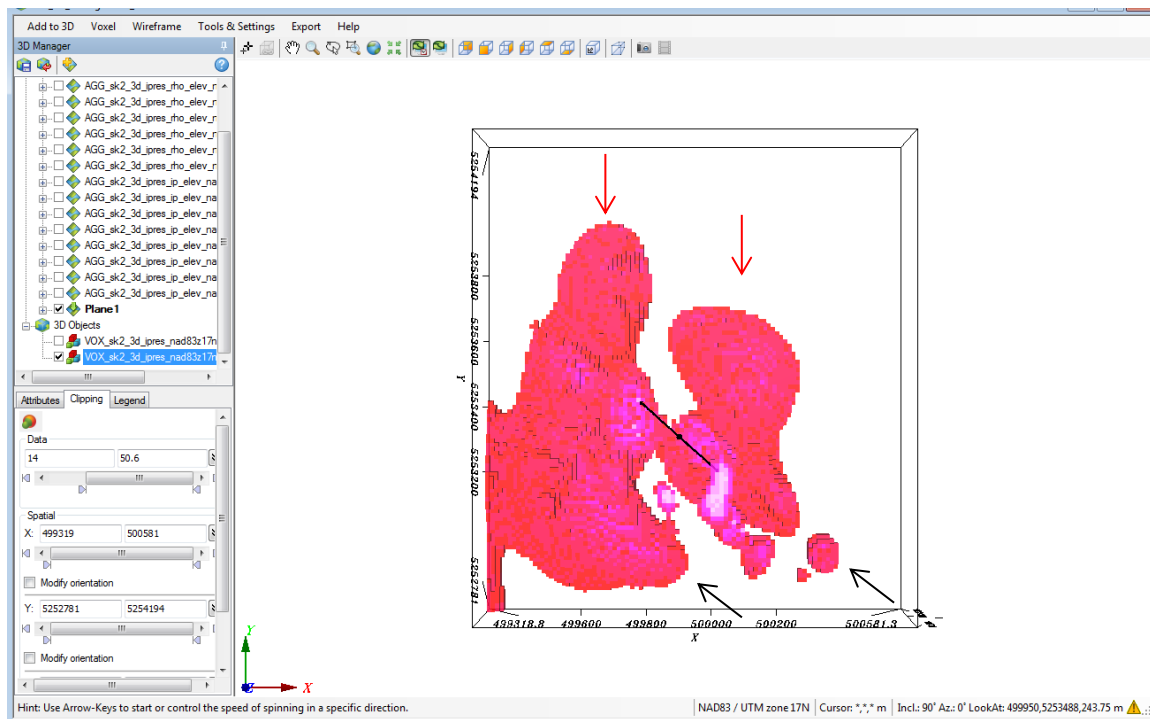 Add to 3D Voxel Wireframe Tools & Settings Export Help
3D Manager
AGG_sk2_3d_ipres_rho_elev_r
AGG_sk2_3d_ipres_rho_elev_r
AGG_sk2_3d_ipres_rho_elev_r
AGG_sk2_3d_ipres_rho_elev_r
AGG_sk2_3d_ipres_rho_elev_r
AGG_sk2_3d_ipres_rho_elev_r
AGG_sk2_3d_ipres_ip_elev_na
AGG_sk2_3d_ipres_ip_elev_na
AGG_sk2_3d_ipres_ip_elev_na
AGG_sk2_3d_ipres_ip_elev_na
AGG_sk2_3d_ipres_ip_elev_na
AGG_sk2_3d_ipres_ip_elev_na
AGG_sk2_3d_ipres_ip_elev_na
AGG_sk2_3d_ipres_ip_elev_na
Plane1
3D Objects
VOX_sk2_3d_ipres_nad83z17n
VOX_sk2_3d_ipres_nad83z17n
Attributes Clipping Legend
Data
14 50.6
Spatial
X: 499319 500581
Modify orientation
Y: 5252781 5254194
Modify orientation
5254194
5253800
5253600
5253400
5253200
5252781
Y
499318.8 499600 499800 500000 500200 500581.3
X
Y
Z
X
Hint: Use Arrow-Keys to start or control the speed of spinning in a specific direction.
NAD83 / UTM zone 17N Cursor: *,*,* m Incl.: 90° Az.: 0° LookAt: 499950,5253488,243.75 m